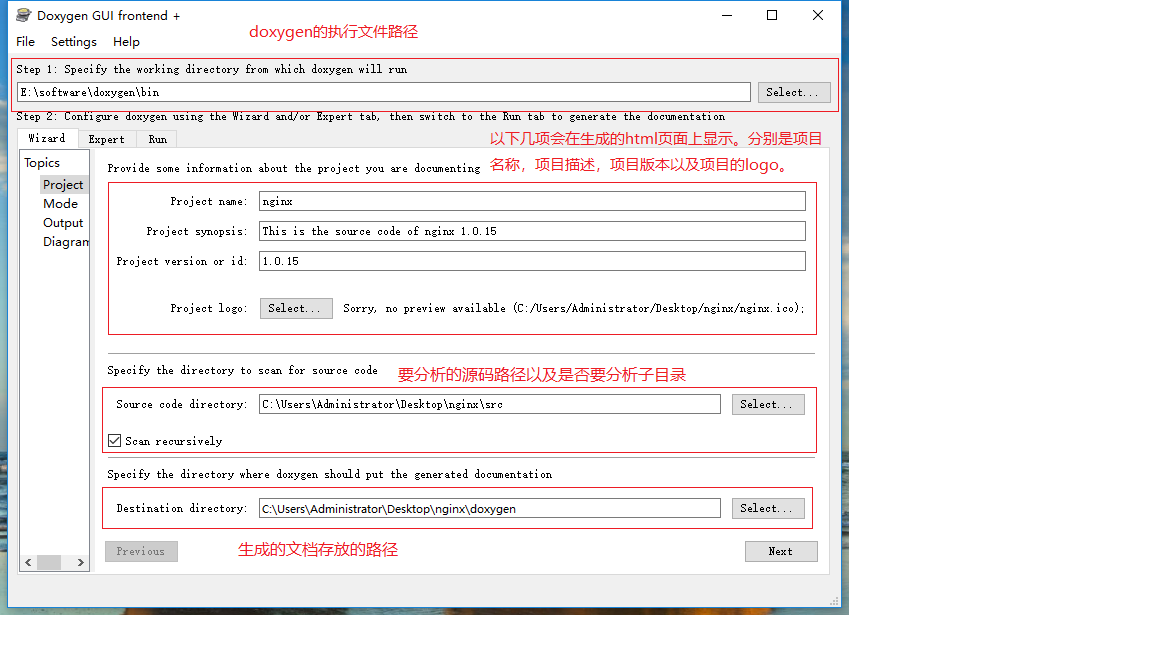 Doxygen GUI frontend +
File Settings Help
doxygen的执行文件路径
Step 1: Specify the working directory from which doxygen will run
E:\software\doxygen\bin Select...
Step 2: Configure doxygen using the Wizard and/or Expert tab, then switch to the Run tab to generate the documentation
Wizard Expert Run
以下几项会在生成的html页面上显示。分别是项目
名称，项目描述，项目版本以及项目的logo。
Topics
Project
Mode
Output
Diagram
Provide some information about the project you are documenting
Project name: nginx
Project synopsis: This is the source code of nginx 1.0.15
Project version or id: 1.0.15
Project logo: Select... Sorry, no preview available (C:/Users/Administrator/Desktop/nginx/nginx.ico);
Specify the directory to scan for source code
要分析的源码路径以及是否要分析子目录
Source code directory: C:\Users\Administrator\Desktop\nginx\src Select...
Scan recursively
Specify the directory where doxygen should put the generated documentation
Destination directory: C:\Users\Administrator\Desktop\nginx\doxygen Select...
生成的文档存放的路径
Previous Next